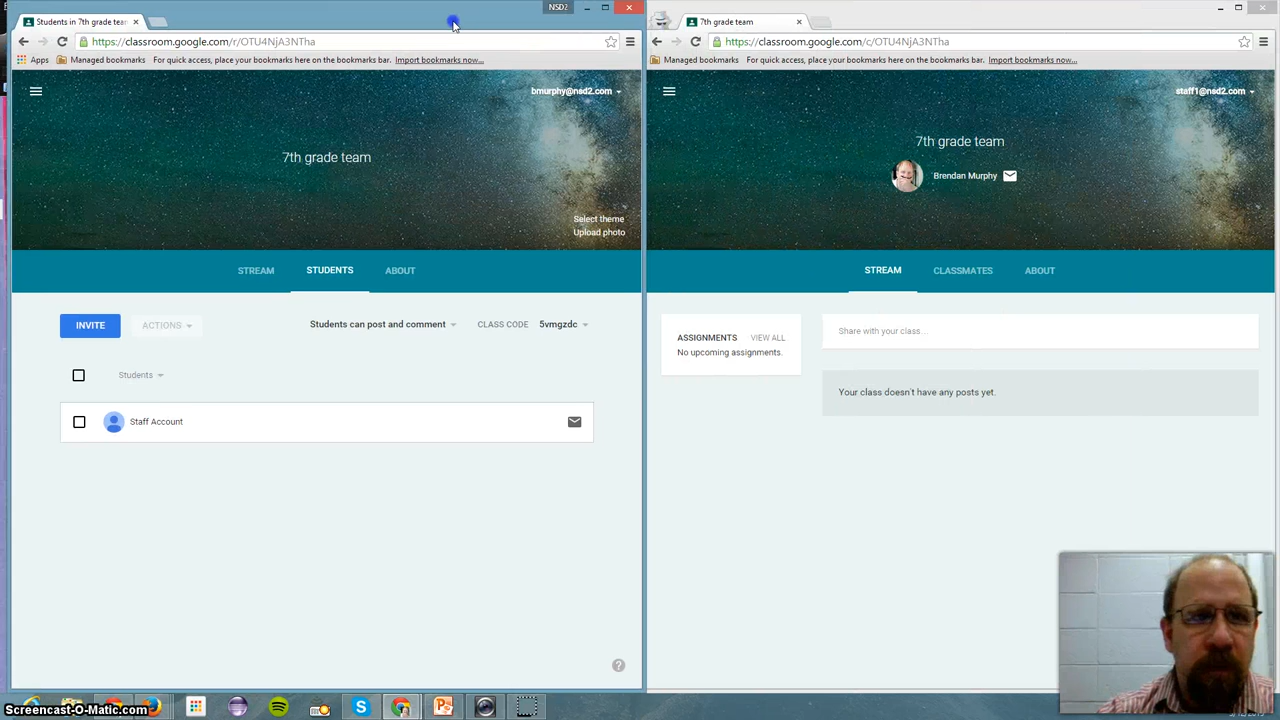 Students in 7th grade team
NSD2
https://classroom.google.com/r/OTU4NjA3NTha
Apps Managed bookmarks For quick access, place your bookmarks here on the bookmarks bar. Import bookmarks now...
bmurphy@nsd2.com
7th grade team
Select theme
Upload photo
STREAM STUDENTS ABOUT
INVITE ACTIONS Students can post and comment CLASS CODE 5vmgzdc
Students
Staff Account
?
7th grade team
https://classroom.google.com/c/OTU4NjA3NTha
Managed bookmarks For quick access, place your bookmarks here on the bookmarks bar. Import bookmarks now...
staff1@nsd2.com
7th grade team
Brendan Murphy
STREAM CLASSMATES ABOUT
ASSIGNMENTS VIEW ALL
No upcoming assignments.
Share with your class...
Your class doesn't have any posts yet.
Screencast-O-Matic.com